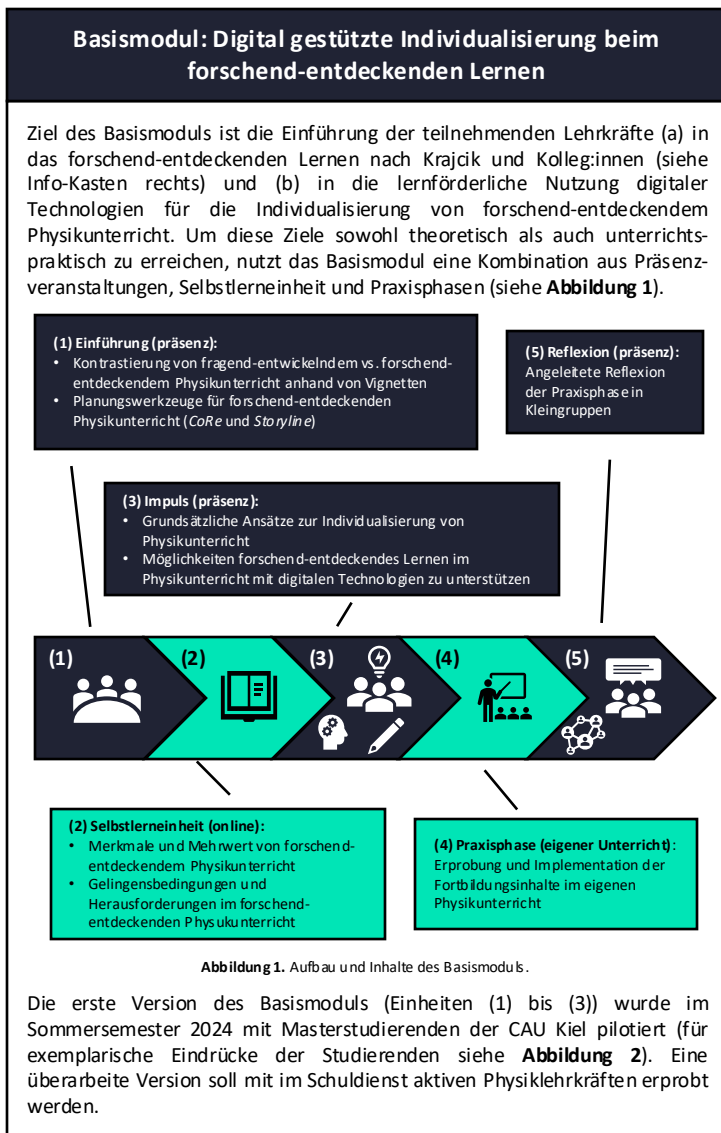 Basismodul: Digital gestützte Individualisierung beim
forschend-entdeckenden Lernen
Ziel des Basismoduls ist die Einführung der teilnehmenden Lehrkräfte (a) in
das forschend-entdeckenden Lernen nach Krajcik und Kolleg:innen (siehe
Info-Kasten rechts) und (b) in die lernförderliche Nutzung digitaler
Technologien für die Individualisierung von forschend-entdeckendem
Physikunterricht. Um diese Ziele sowohl theoretisch als auch unterrichts-
praktisch zu erreichen, nutzt das Basismodul eine Kombination aus Präsenz-
veranstaltungen, Selbstlerneinheit und Praxisphasen (siehe Abbildung 1).
(1) Einführung (präsenz):
• Kontrastierung von fragend-entwickelndem vs. forschend-
entdeckendem Physikunterricht anhand von Vignetten
• Planungswerkzeuge für forschend-entdeckenden
Physikunterricht (CoRe und Storyline)
(5) Reflexion (präsenz):
Angeleitete Reflexion
der Praxisphase in
Kleingruppen
(3) Impuls (präsenz):
• Grundsätzliche Ansätze zur Individualisierung von
Physikunterricht
• Möglichkeiten forschend-entdeckendes Lernen im
Physikunterricht mit digitalen Technologien zu unterstützen
(1)
(2)
(3)
(4)
(5)
(2) Selbstlerneinheit (online):
• Merkmale und Mehrwert von forschend-
entdeckendem Physikunterricht
• Gelingensbedingungen und
Herausforderungen im forschend-
entdeckenden Physukunterricht
(4) Praxisphase (eigener Unterricht):
Erprobung und Implementation der
Fortbildungsinhalte im eigenen
Physikunterricht
Abbildung 1. Aufbau und Inhalte des Basismoduls.
Die erste Version des Basismoduls (Einheiten (1) bis (3)) wurde im
Sommersemester 2024 mit Masterstudierenden der CAU Kiel pilotiert (für
exemplarische Eindrücke der Studierenden siehe Abbildung 2). Eine
überarbeite Version soll mit im Schuldienst aktiven Physiklehrkräften erprobt
werden.